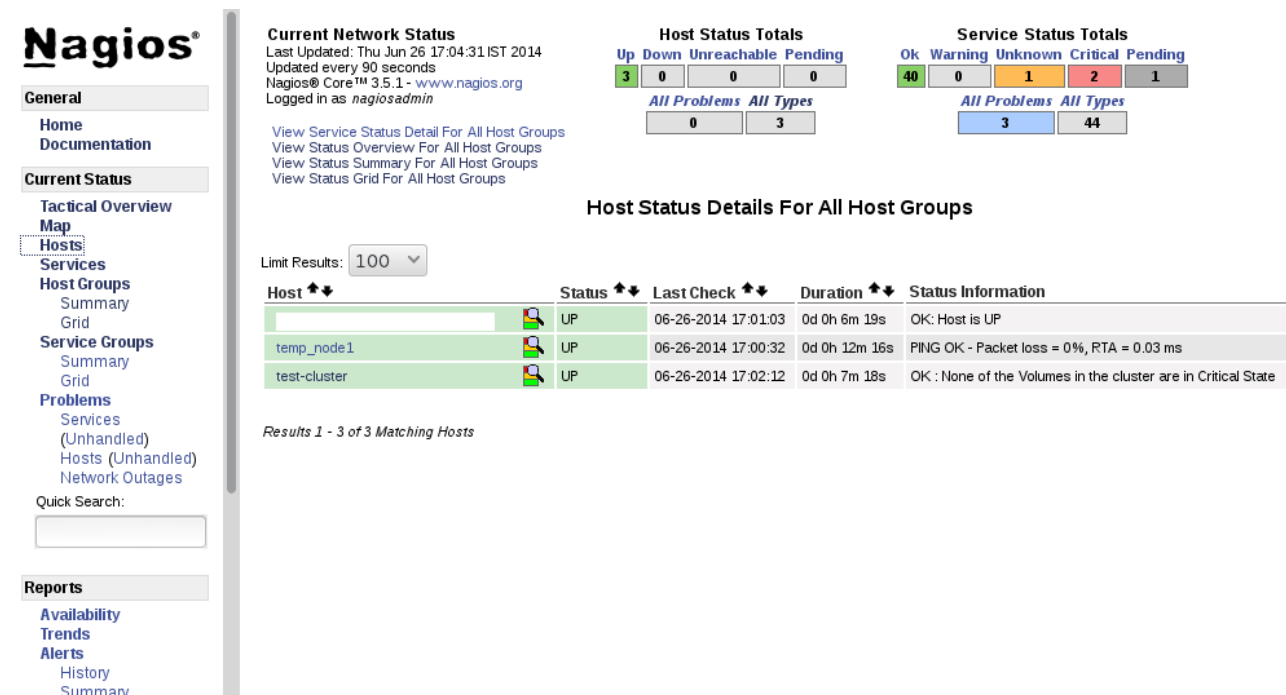 Nagios®
General
Home
Documentation
Current Status
Tactical Overview
Map
Hosts
Services
Host Groups
Summary
Grid
Service Groups
Summary
Grid
Problems
Services
(Unhandled)
Hosts (Unhandled)
Network Outages
Quick Search:
Reports
Availability
Trends
Alerts
History
Summary
Current Network Status
Last Updated: Thu Jun 26 17:04:31 IST 2014
Updated every 90 seconds
Nagios® Core™ 3.5.1 - www.nagios.org
Logged in as nagiosadmin
View Service Status Detail For All Host Groups
View Status Overview For All Host Groups
View Status Summary For All Host Groups
View Status Grid For All Host Groups
Host Status Totals
Up Down Unreachable Pending
3 0 0 0
All Problems All Types
0 3
Service Status Totals
Ok Warning Unknown Critical Pending
40 0 1 2 1
All Problems All Types
3 44
Host Status Details For All Host Groups
Limit Results: 100
Host Status Last Check Duration Status Information
UP 06-26-2014 17:01:03 0d 0h 6m 19s OK: Host is UP
temp_node1 UP 06-26-2014 17:00:32 0d 0h 12m 16s PING OK - Packet loss = 0%, RTA = 0.03 ms
test-cluster UP 06-26-2014 17:02:12 0d 0h 7m 18s OK : None of the Volumes in the cluster are in Critical State
Results 1 - 3 of 3 Matching Hosts